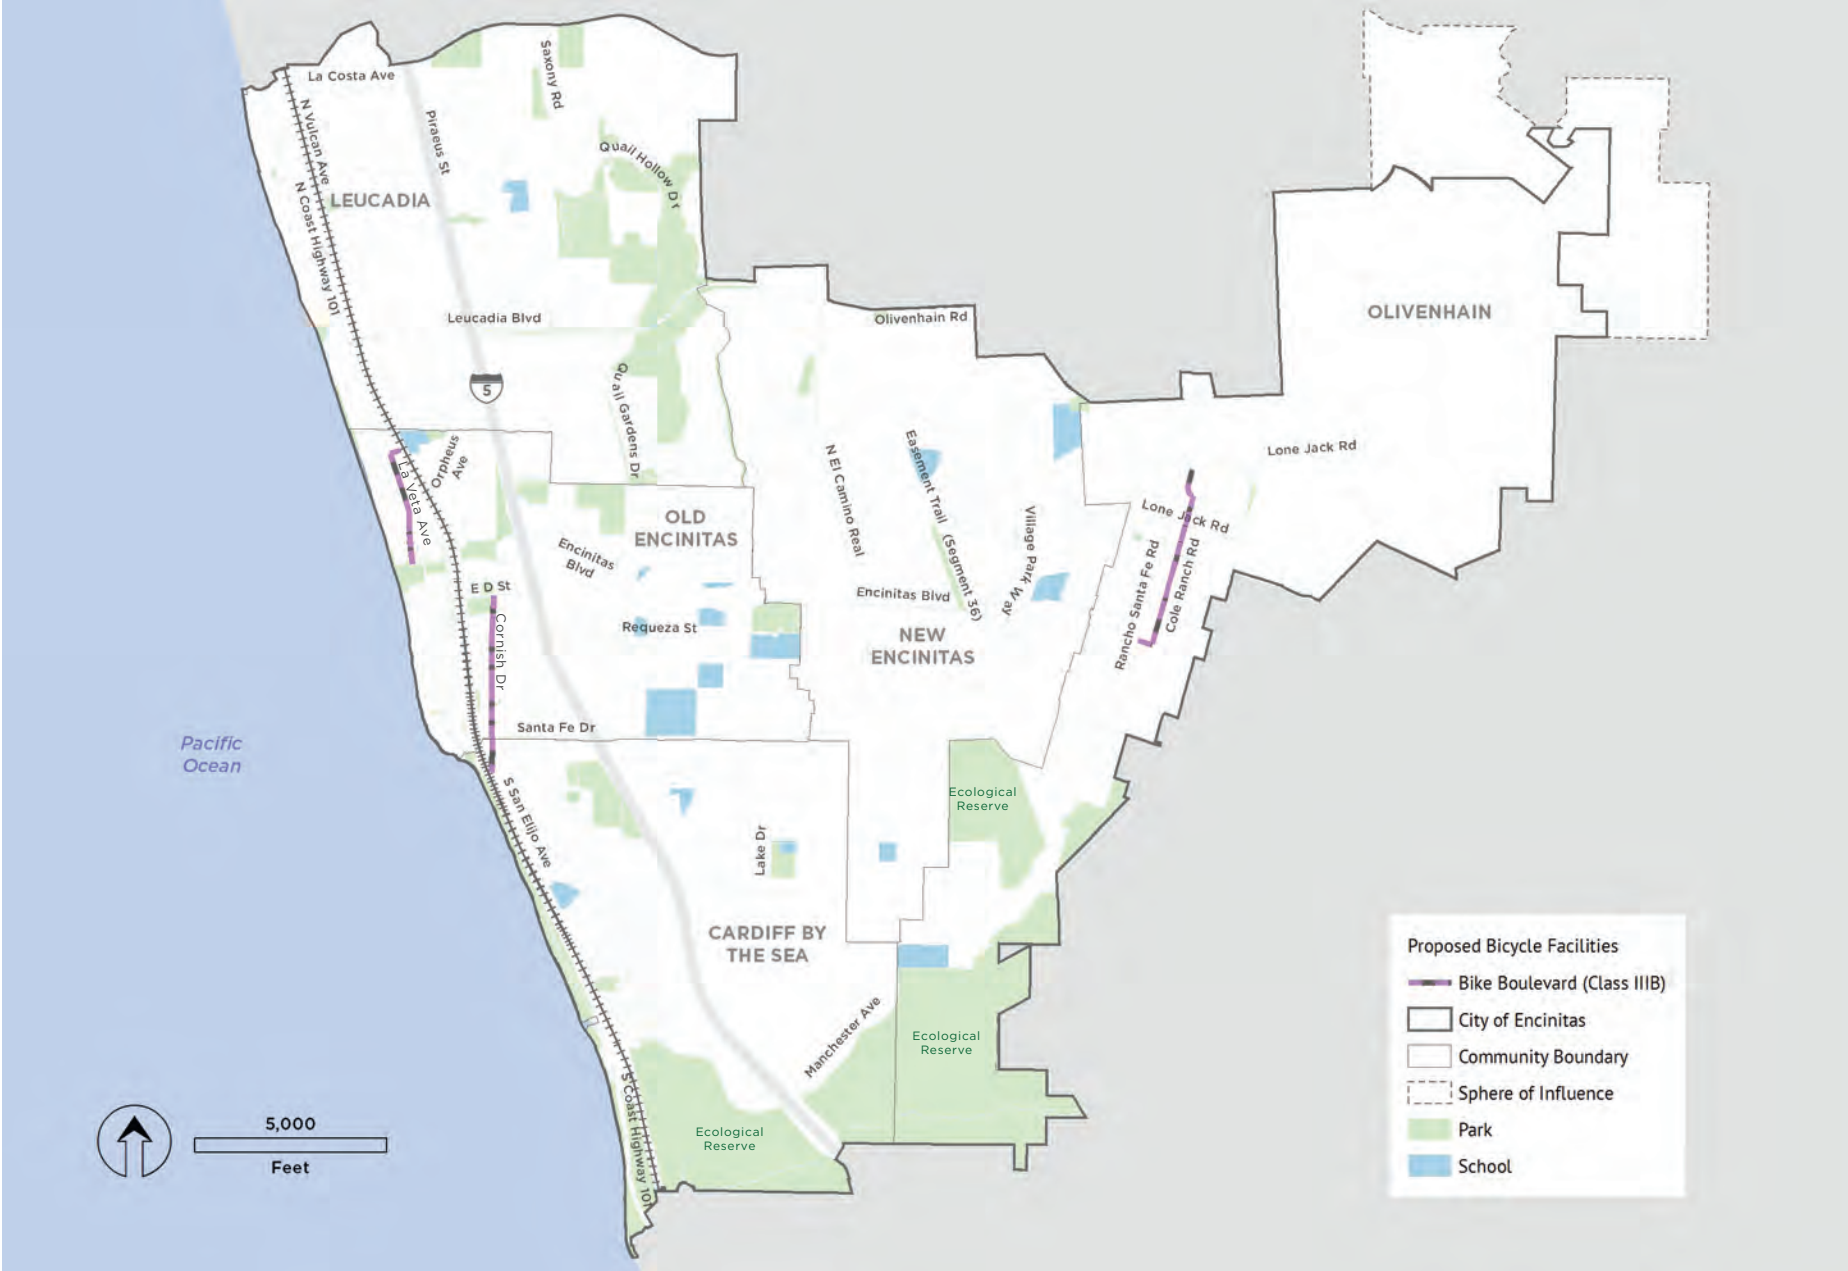 La Costa Ave
Saxony Rd
N Vulcan Ave
Piraeus St
Quail Hollow Dr
N Coast Highway 101
LEUCADIA
Leucadia Blvd
Olivenhain Rd
OLIVENHAIN
5
Quail Gardens Dr
Orpheus
Ave
La Veta Ave
N El Camino Real
Easement Trail (Segment 36)
Lone Jack Rd
Lone Jack Rd
OLD
ENCINITAS
Village Park Way
Encinitas
Blvd
Rancho Santa Fe Rd
Cole Ranch Rd
E D St
Cornish Dr
Encinitas Blvd
Requeza St
NEW
ENCINITAS
Santa Fe Dr
Pacific
Ocean
S San Elijo Ave
Ecological
Reserve
Lake Dr
CARDIFF BY
THE SEA
Manchester Ave
Ecological
Reserve
S Coast Highway 101
Ecological
Reserve
5,000
Feet
Proposed Bicycle Facilities
Bike Boulevard (Class IIIB)
City of Encinitas
Community Boundary
Sphere of Influence
Park
School